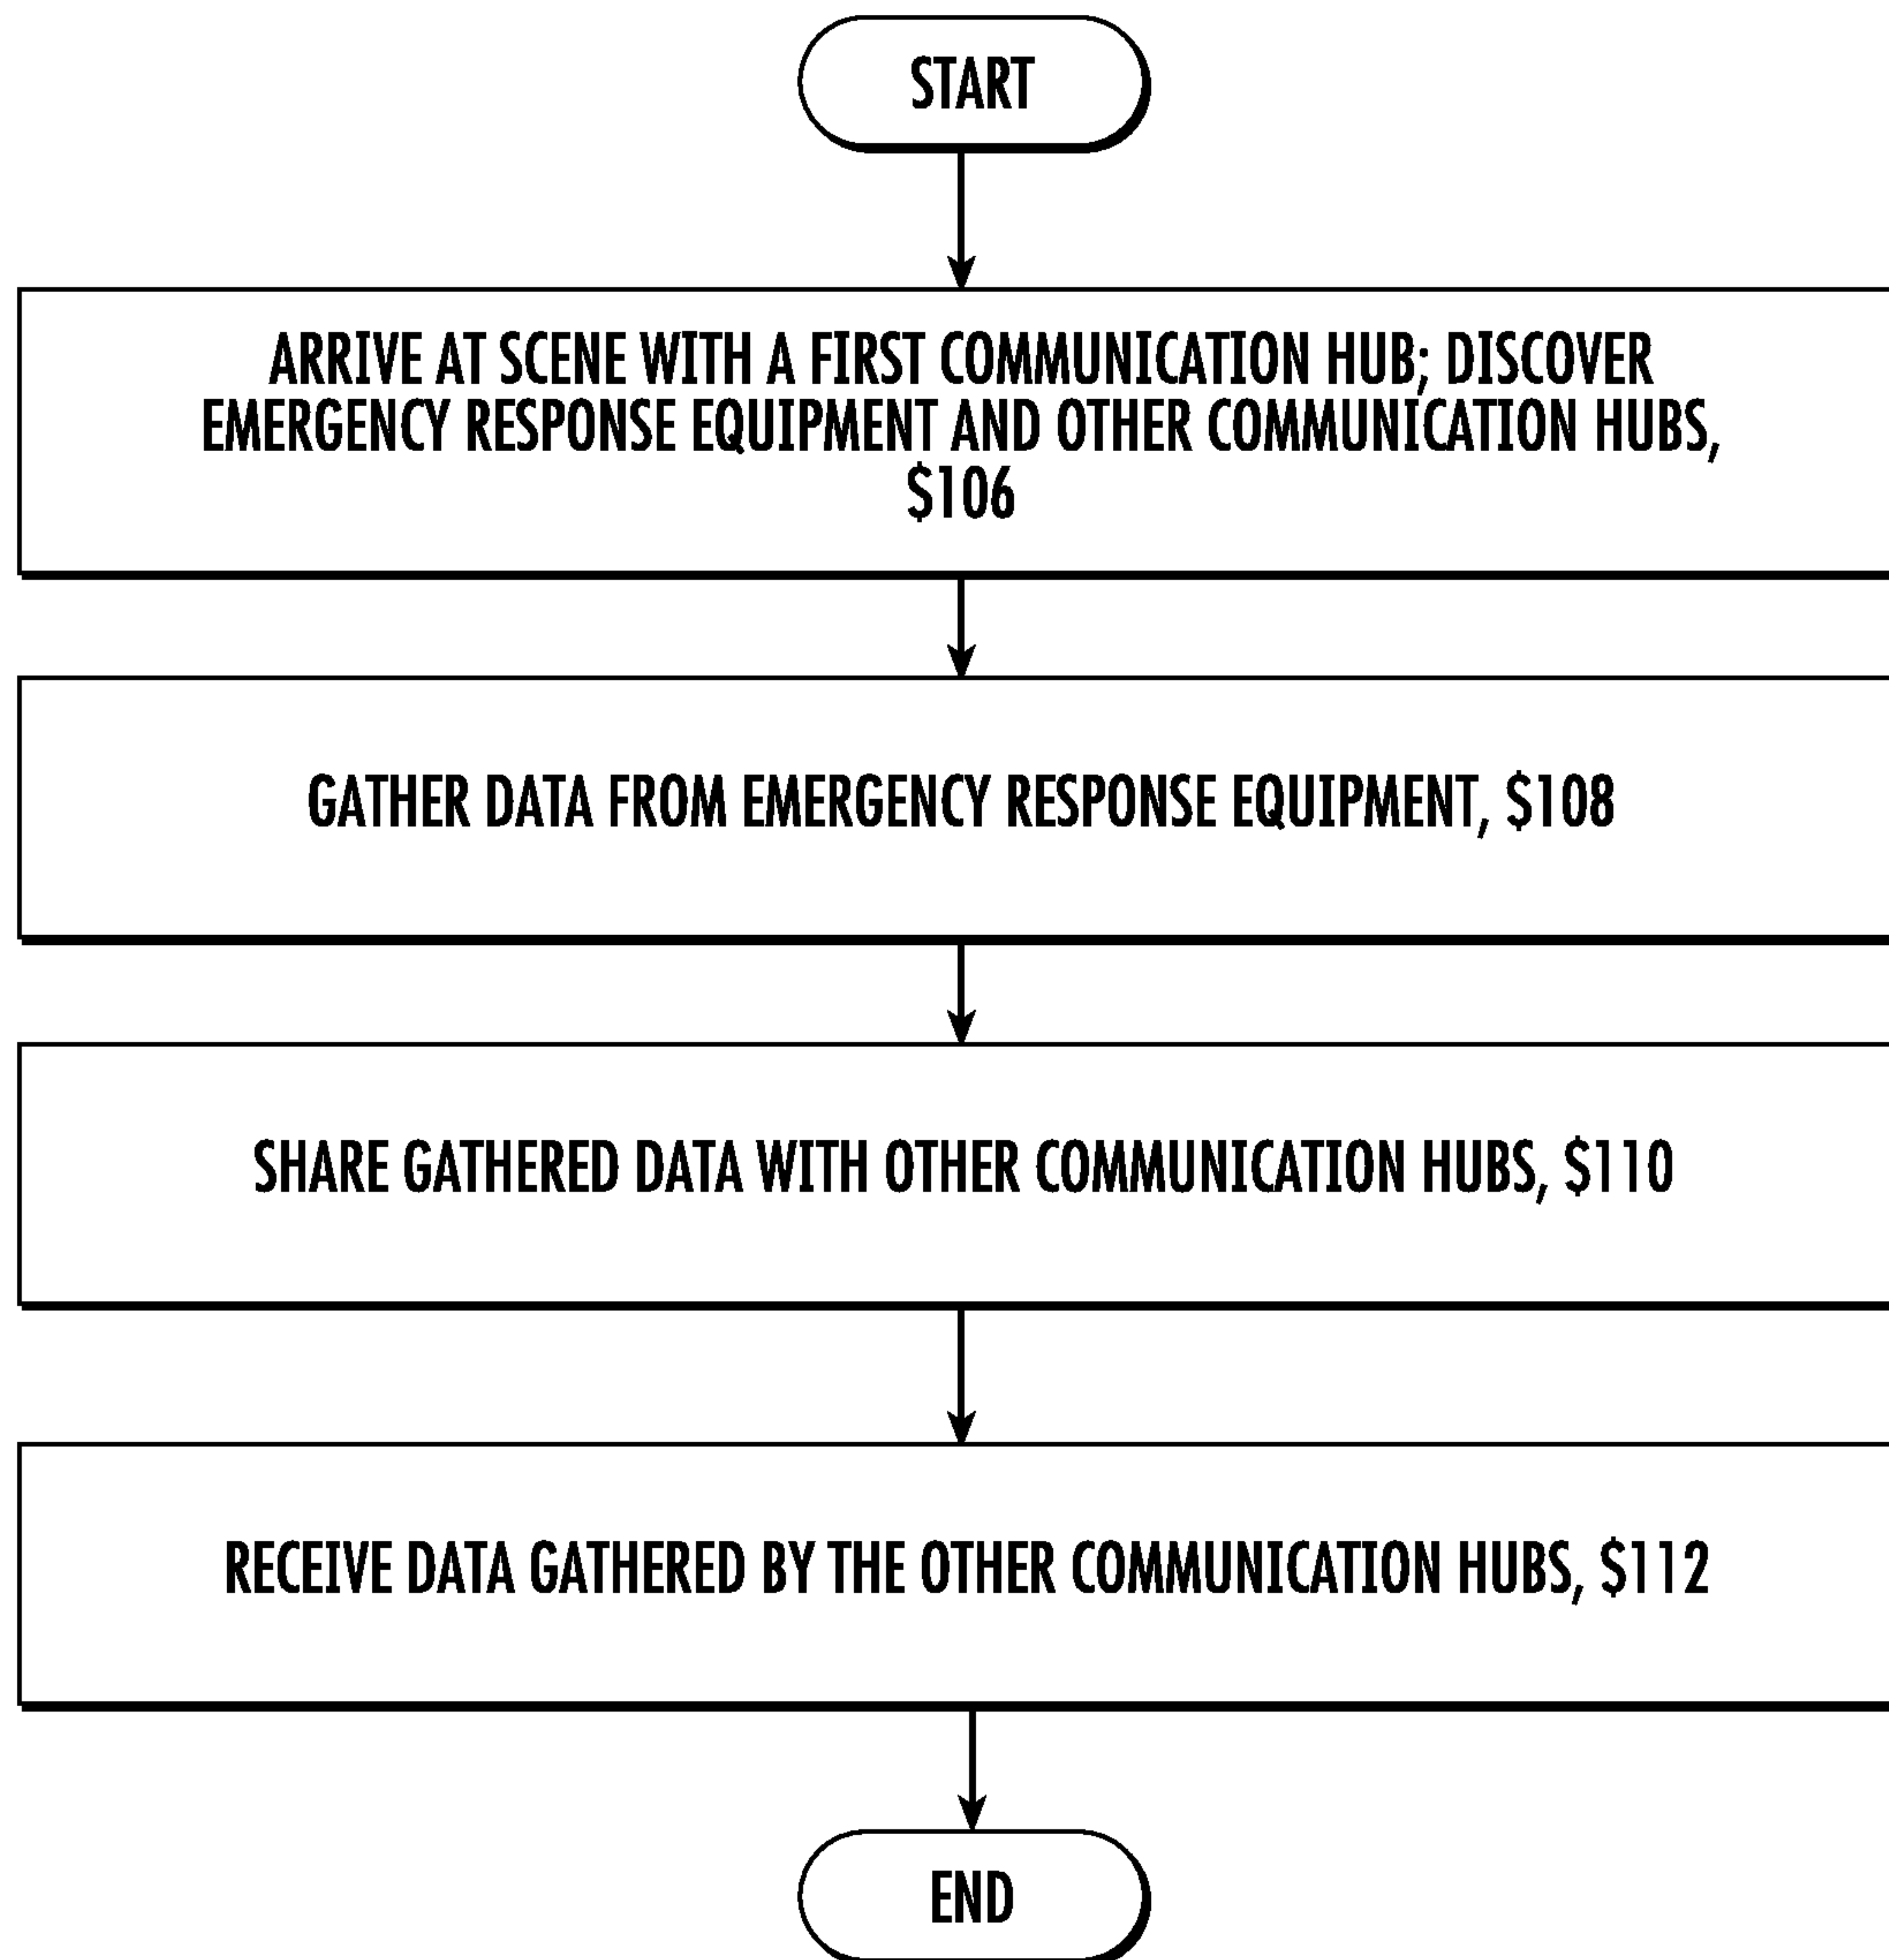 START
ARRIVE AT SCENE WITH A FIRST COMMUNICATION HUB; DISCOVER
EMERGENCY RESPONSE EQUIPMENT AND OTHER COMMUNICATION HUBS,
$106
GATHER DATA FROM EMERGENCY RESPONSE EQUIPMENT, $108
SHARE GATHERED DATA WITH OTHER COMMUNICATION HUBS, $110
RECEIVE DATA GATHERED BY THE OTHER COMMUNICATION HUBS, $112
END